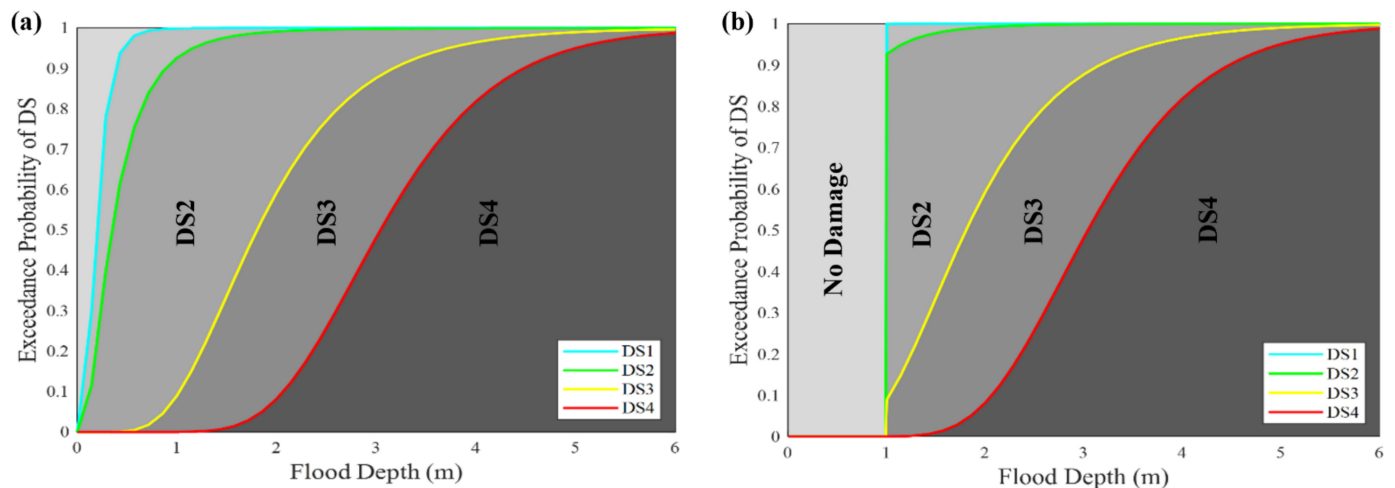 (a)
Exceedance Probability of DS
1
0.9
0.8
0.7
0.6
0.5
0.4
0.3
0.2
0.1
0
DS2
DS3
DS4
DS1
DS2
DS3
DS4
0 1 2 3 4 5 6
Flood Depth (m)
(b)
Exceedance Probability of DS
1
0.9
0.8
0.7
0.6
0.5
0.4
0.3
0.2
0.1
0
No Damage
DS2
DS3
DS4
DS1
DS2
DS3
DS4
0 1 2 3 4 5 6
Flood Depth (m)